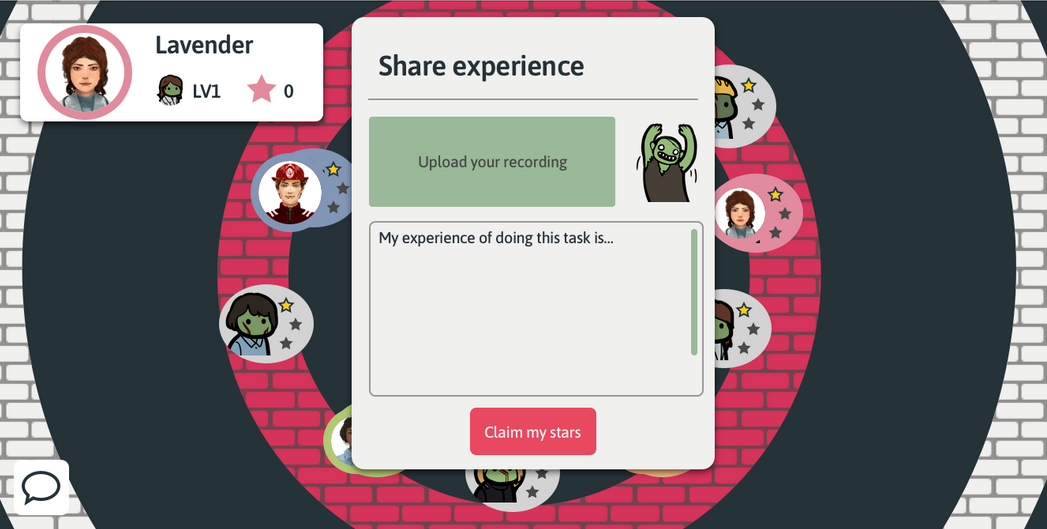 Lavender
LV1
0
Share experience
Upload your recording
My experience of doing this task is...
Claim my stars